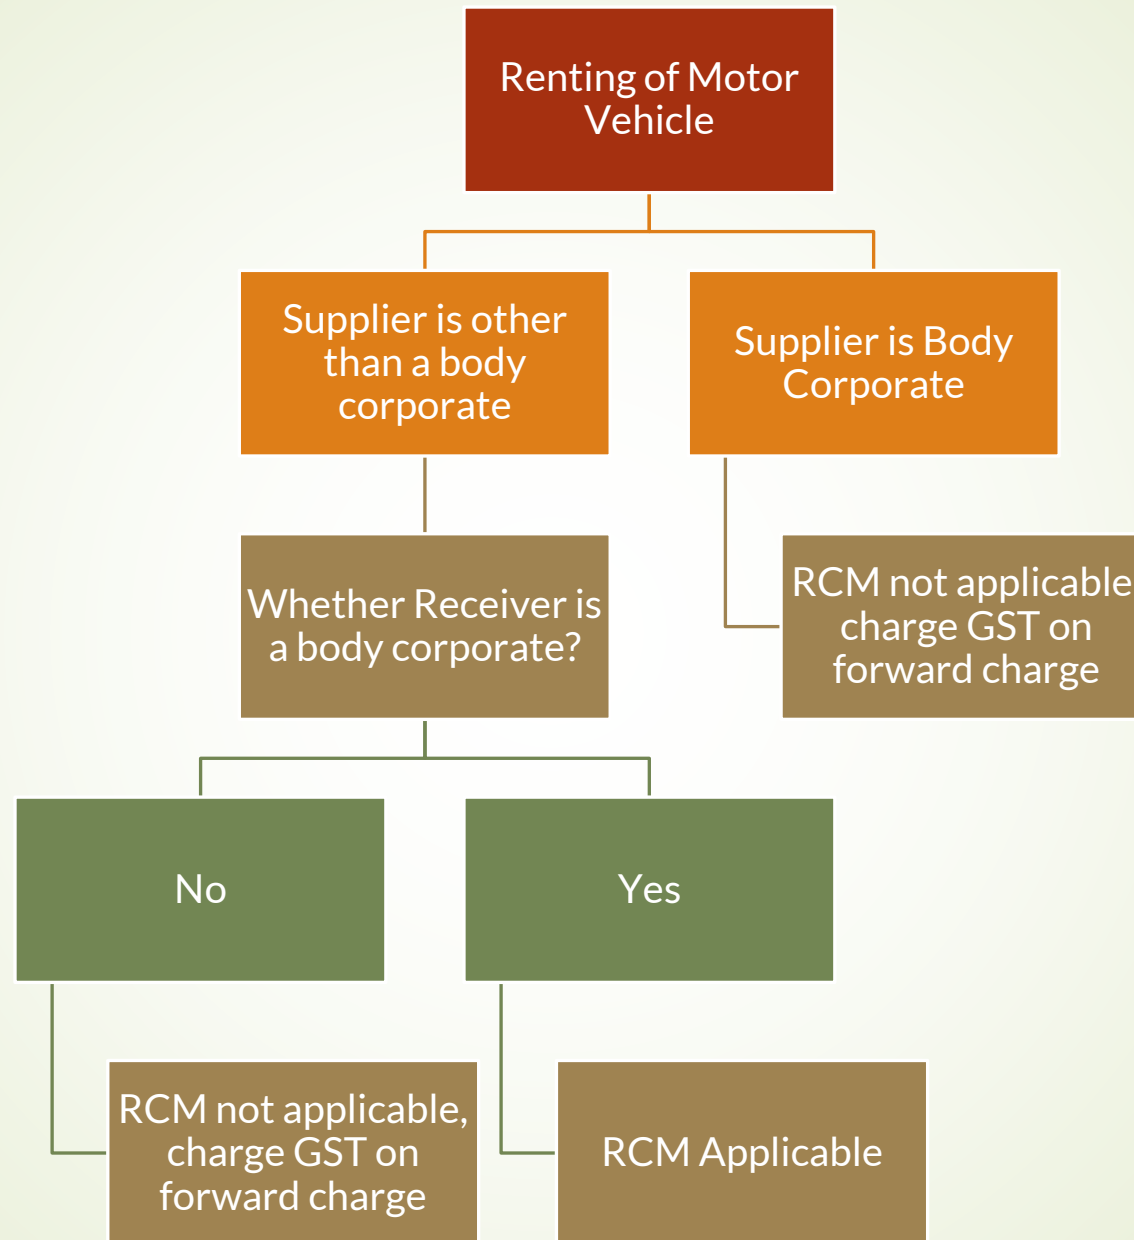 Renting of Motor
Vehicle
Supplier is other
than a body
corporate
Supplier is Body
Corporate
Whether Receiver is
a body corporate?
RCM not applicable
charge GST on
forward charge
No
Yes
RCM not applicable,
charge GST on
forward charge
RCM Applicable